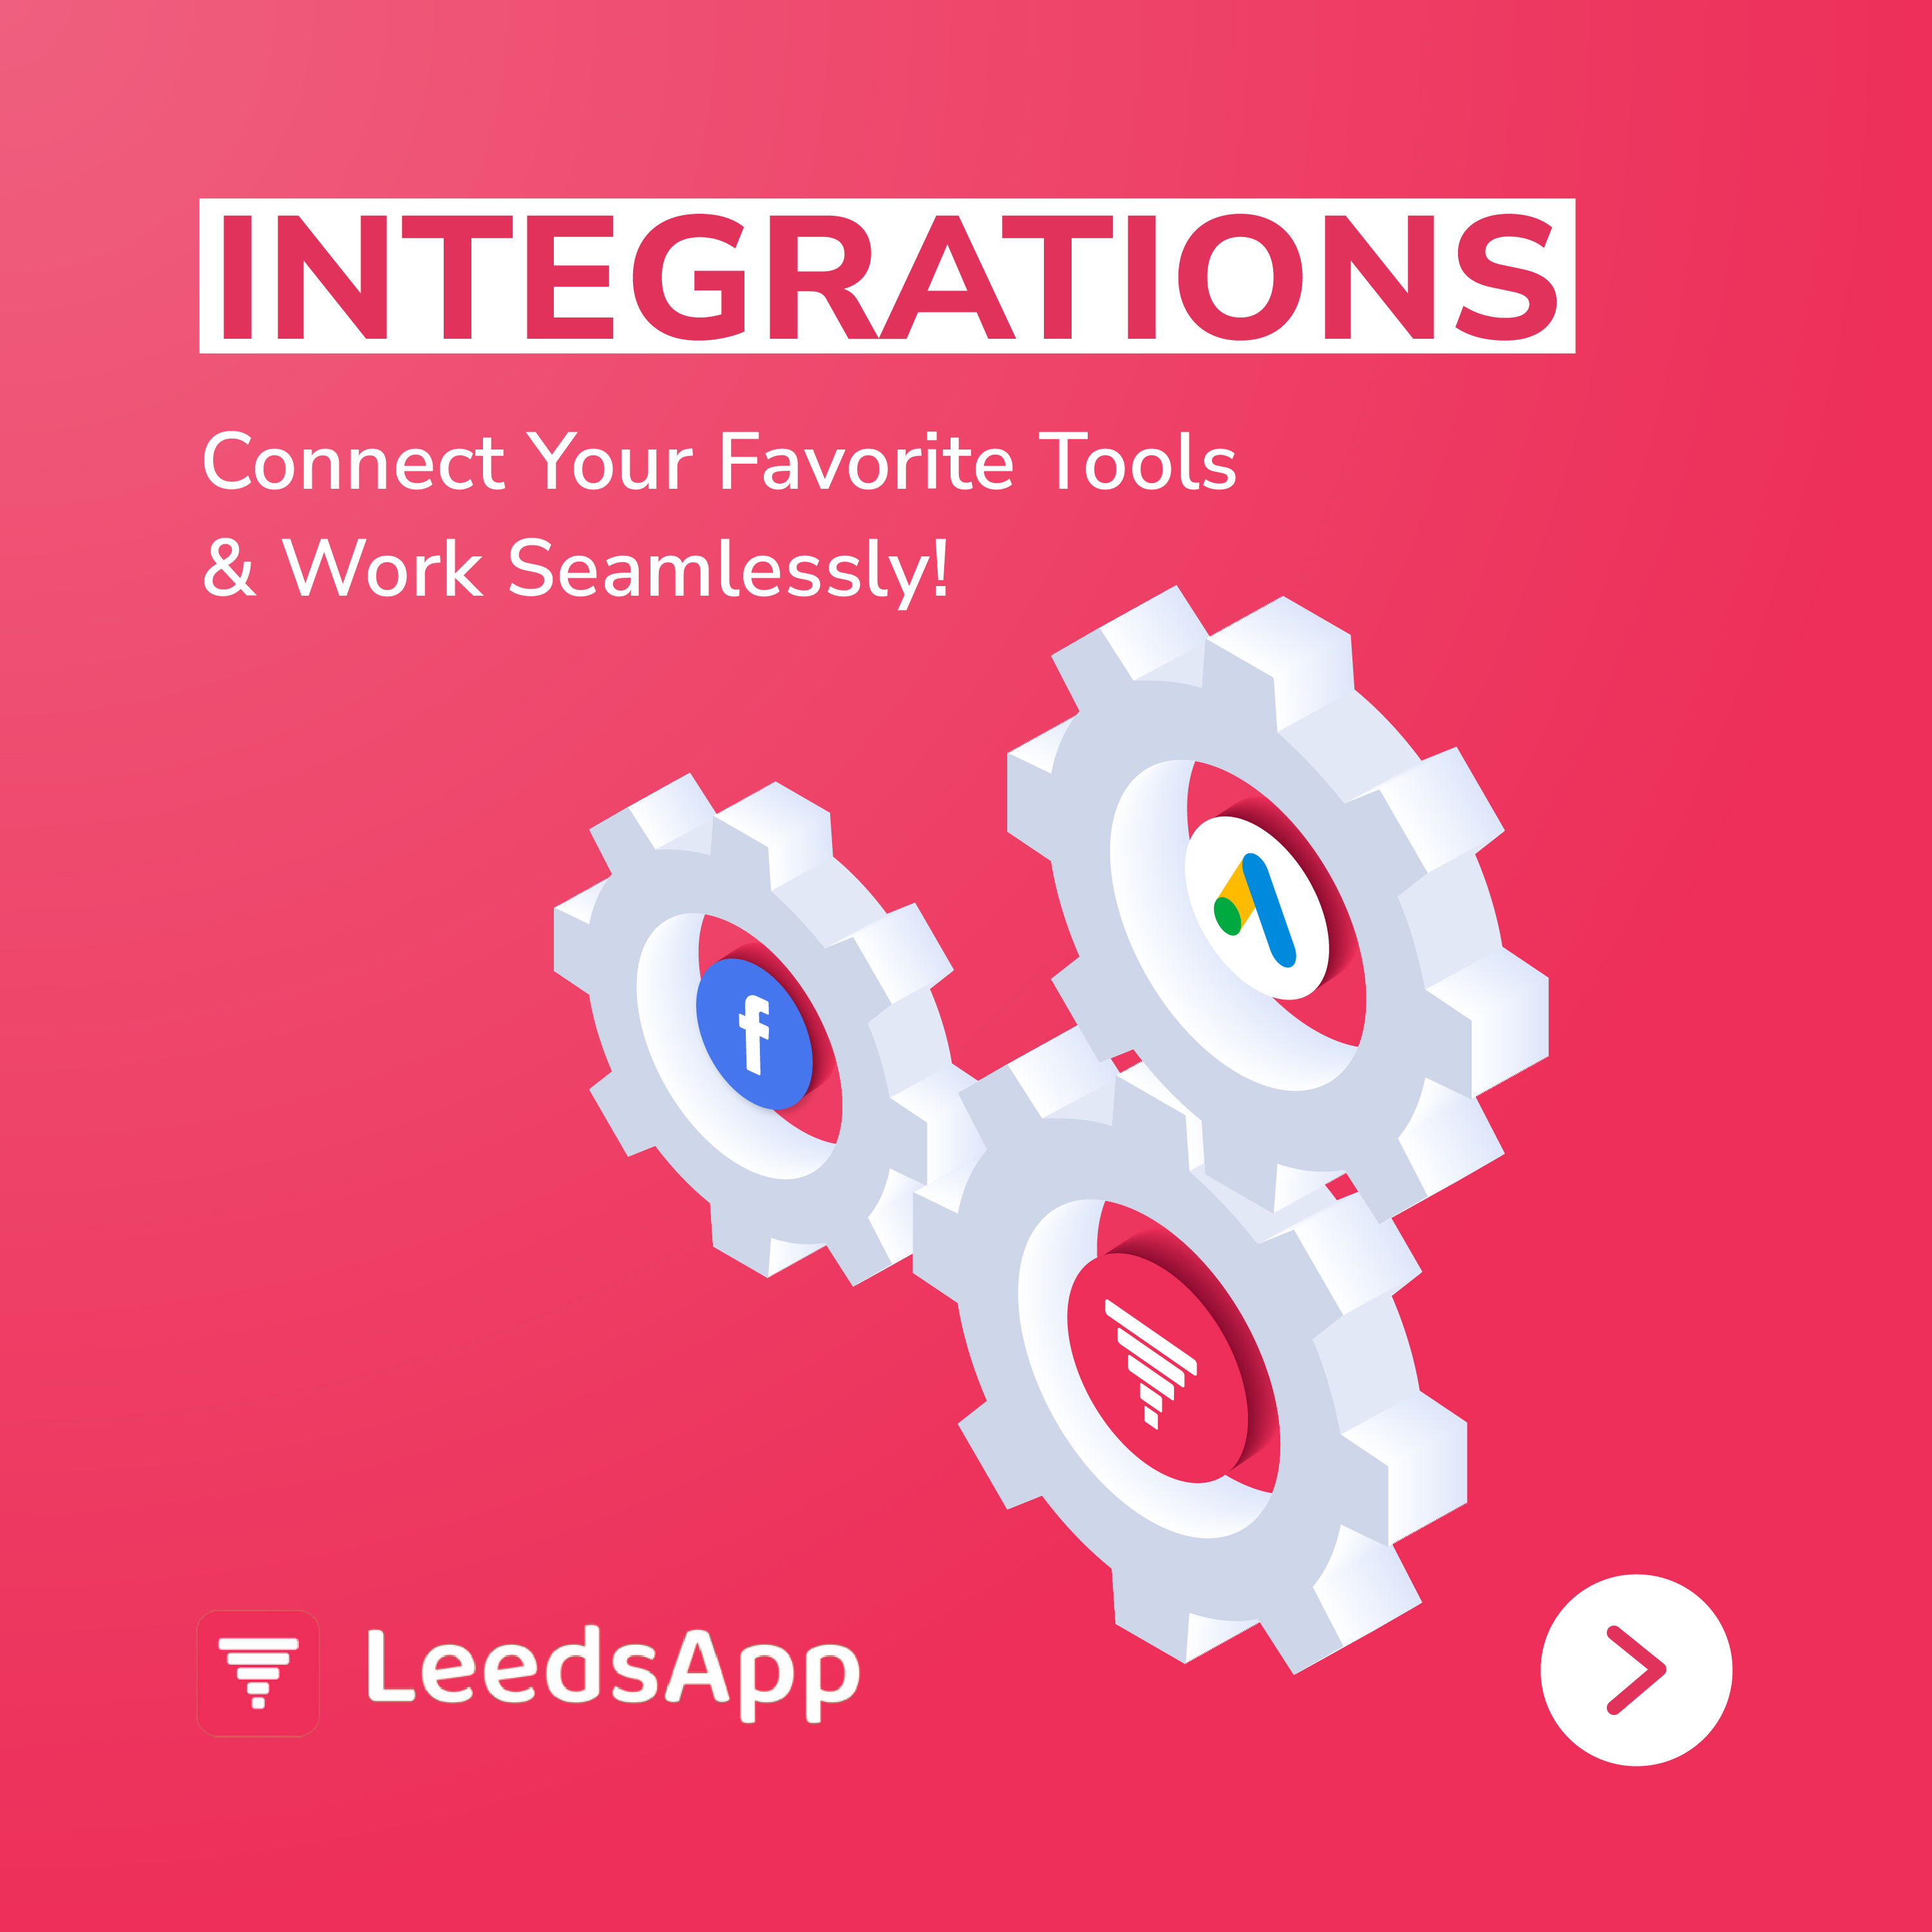 INTEGRATIONS
Connect Your Favorite Tools
& Work Seamlessly!
f
LeedsApp